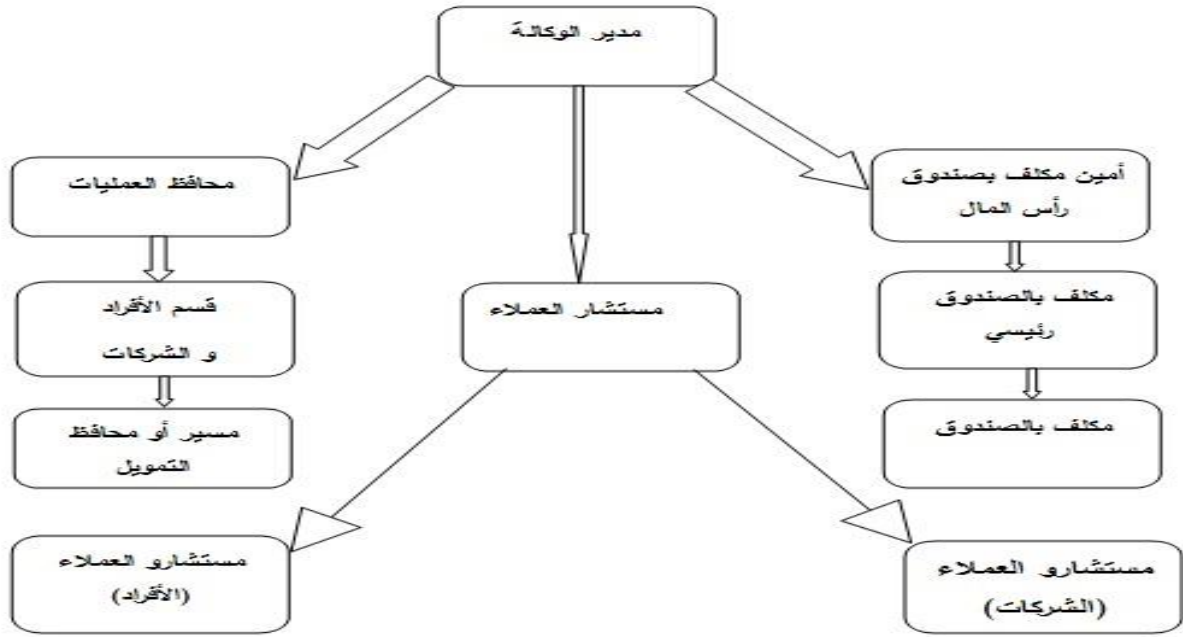 مدير الوكالة
أمين مكلف بصندوق
رأس المال
محافظ العمليات
مكلف بالصندوق
رئيسي
مستشار العملاء
قسم الأفراد
و الشركات
مكلف بالصندوق
مسير أو محافظ
التمويل
مستشارو العملاء
(الشركات)
مستشارو العملاء
(الأفراد)